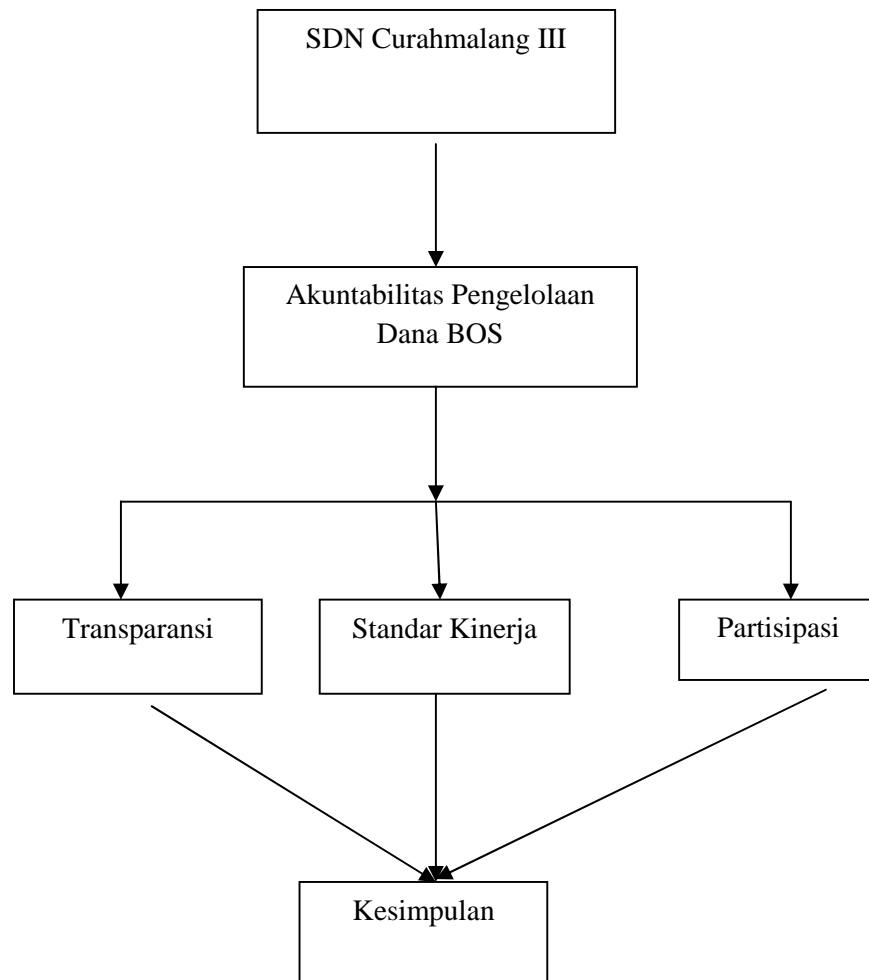 SDN Curahmalang III
Akuntabilitas Pengelolaan
Dana BOS
Transparansi
Standar Kinerja
Partisipasi
Kesimpulan